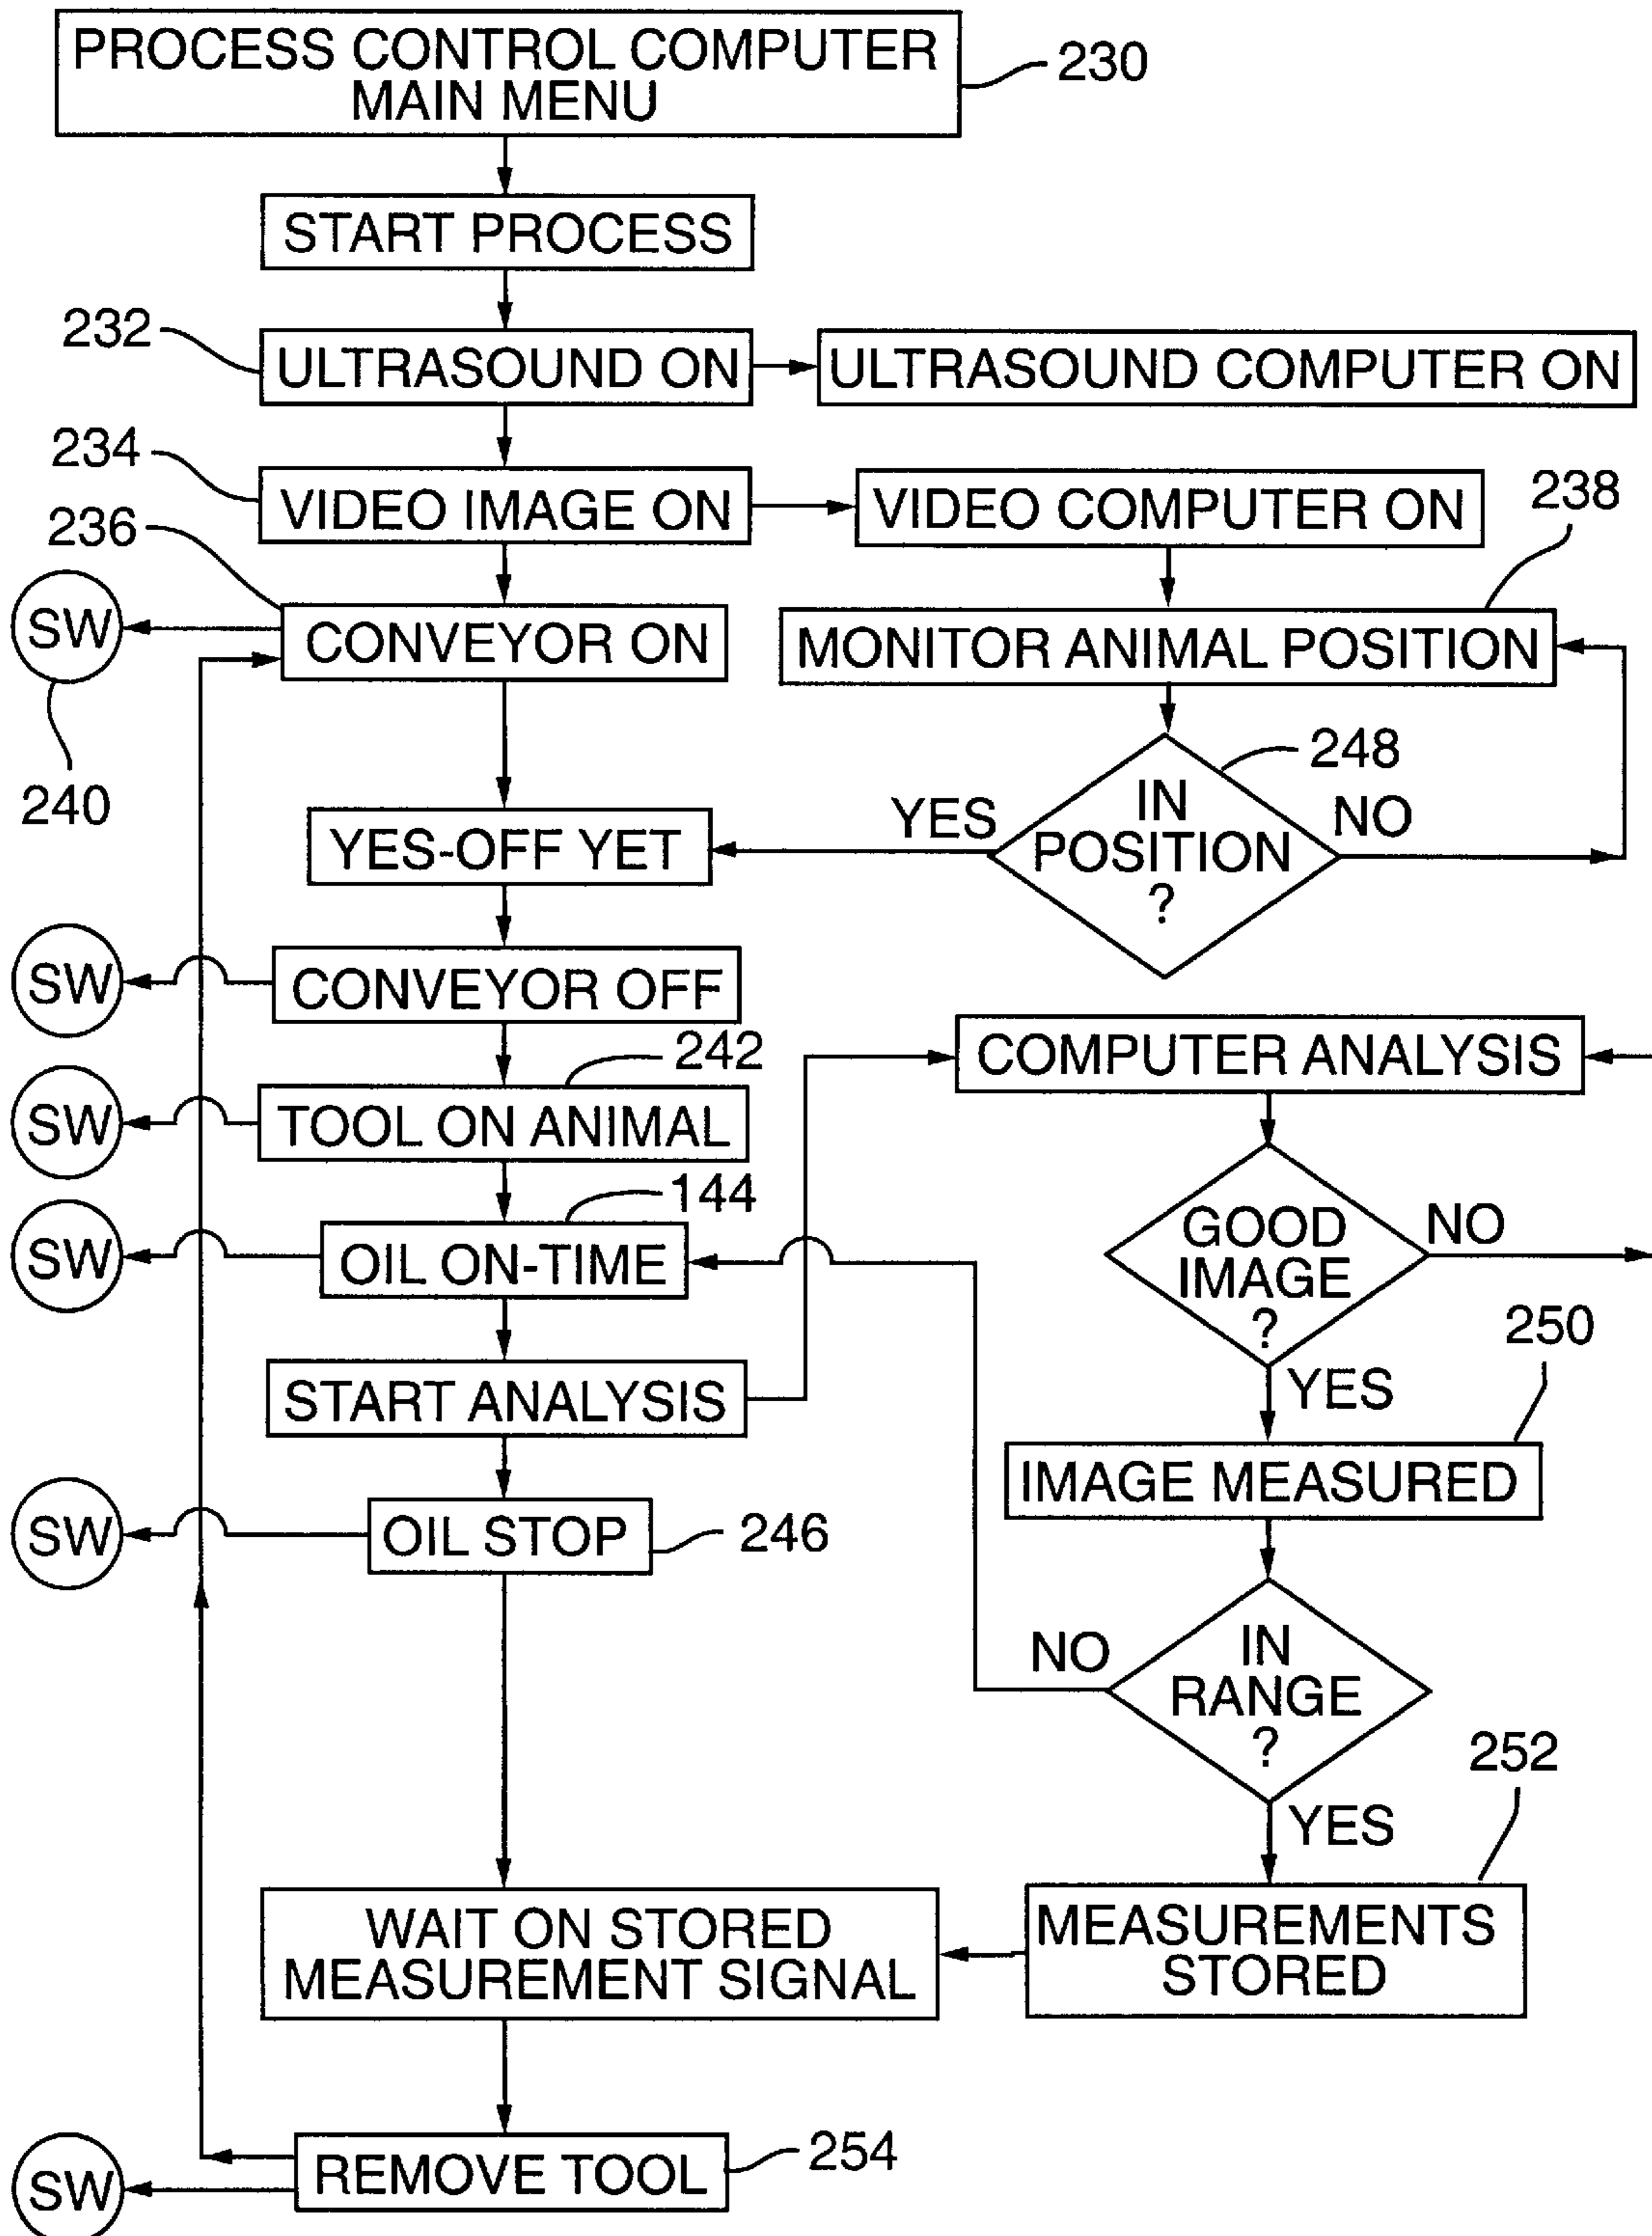 PROCESS CONTROL COMPUTER
MAIN MENU
230
START PROCESS
232
ULTRASOUND ON
ULTRASOUND COMPUTER ON
234
VIDEO IMAGE ON
VIDEO COMPUTER ON
238
236
SW
CONVEYOR ON
MONITOR ANIMAL POSITION
240
248
YES-OFF YET
YES
IN
POSITION
?
NO
SW
CONVEYOR OFF
242
COMPUTER ANALYSIS
SW
TOOL ON ANIMAL
144
SW
OIL ON-TIME
GOOD
IMAGE
?
NO
250
START ANALYSIS
YES
IMAGE MEASURED
SW
OIL STOP
246
NO
IN
RANGE
?
252
YES
WAIT ON STORED
MEASUREMENT SIGNAL
MEASUREMENTS
STORED
SW
REMOVE TOOL
254